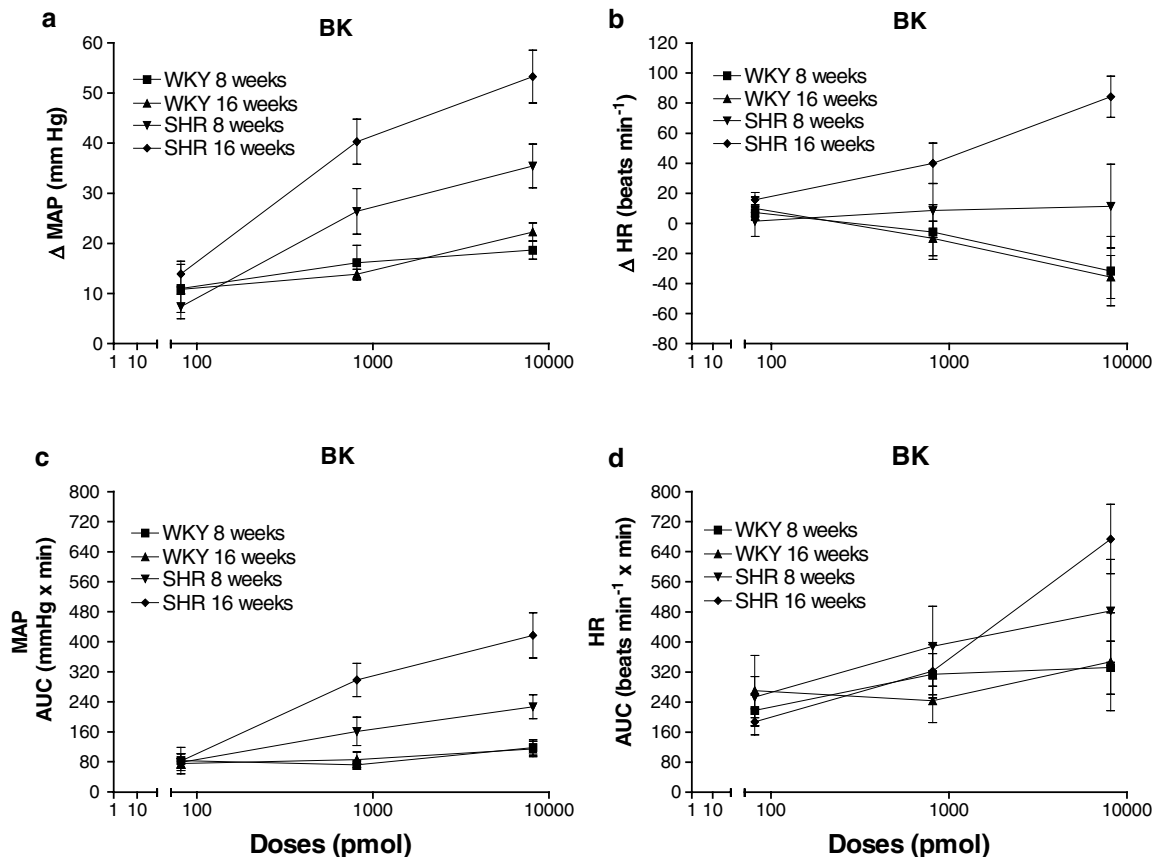 a
BK
60
50
40
30
20
10
0
Δ MAP (mm Hg)
WKY 8 weeks
WKY 16 weeks
SHR 8 weeks
SHR 16 weeks
1 10 100 1000 10000
b
BK
120
100
80
60
40
20
0
-20
-40
-60
-80
Δ HR (beats min⁻¹)
WKY 8 weeks
WKY 16 weeks
SHR 8 weeks
SHR 16 weeks
1 10 100 1000 10000
c
BK
800
720
640
560
480
400
320
240
160
80
0
MAP
AUC (mmHg x min)
WKY 8 weeks
WKY 16 weeks
SHR 8 weeks
SHR 16 weeks
1 10 100 1000 10000
Doses (pmol)
d
BK
800
720
640
560
480
400
320
240
160
80
0
HR
AUC (beats min⁻¹ x min)
WKY 8 weeks
WKY 16 weeks
SHR 8 weeks
SHR 16 weeks
1 10 100 1000 10000
Doses (pmol)